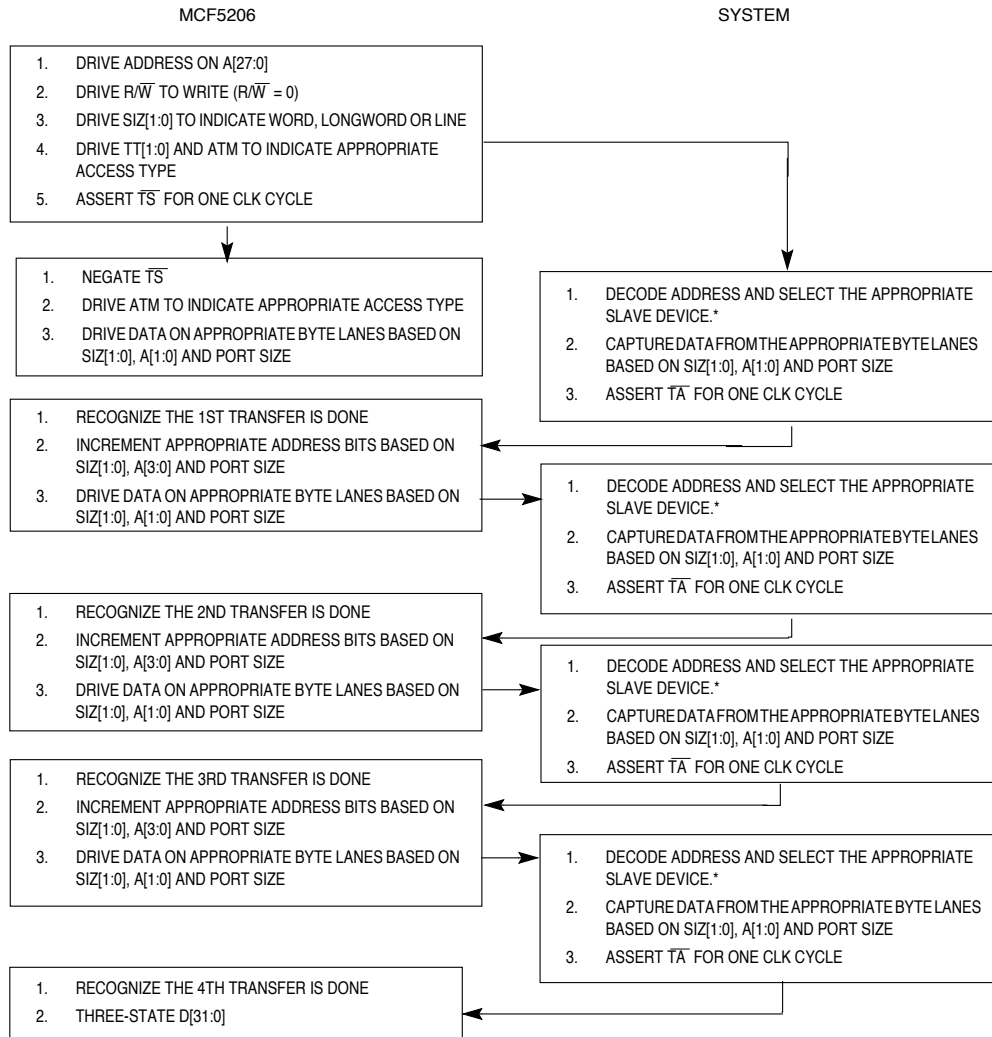 MCF5206
SYSTEM
1. DRIVE ADDRESS ON A[27:0]
2. DRIVE R/W̅ TO WRITE (R/W̅ = 0)
3. DRIVE SIZ[1:0] TO INDICATE WORD, LONGWORD OR LINE
4. DRIVE TT[1:0] AND ATM TO INDICATE APPROPRIATE
ACCESS TYPE
5. ASSERT T̅S̅ FOR ONE CLK CYCLE
1. NEGATE T̅S̅
2. DRIVE ATM TO INDICATE APPROPRIATE ACCESS TYPE
3. DRIVE DATA ON APPROPRIATE BYTE LANES BASED ON
SIZ[1:0], A[1:0] AND PORT SIZE
1. DECODE ADDRESS AND SELECT THE APPROPRIATE
SLAVE DEVICE.*
2. CAPTURE DATA FROM THE APPROPRIATE BYTE LANES
BASED ON SIZ[1:0], A[1:0] AND PORT SIZE
3. ASSERT T̅A̅ FOR ONE CLK CYCLE
1. RECOGNIZE THE 1ST TRANSFER IS DONE
2. INCREMENT APPROPRIATE ADDRESS BITS BASED ON
SIZ[1:0], A[3:0] AND PORT SIZE
3. DRIVE DATA ON APPROPRIATE BYTE LANES BASED ON
SIZ[1:0], A[1:0] AND PORT SIZE
1. DECODE ADDRESS AND SELECT THE APPROPRIATE
SLAVE DEVICE.*
2. CAPTURE DATA FROM THE APPROPRIATE BYTE LANES
BASED ON SIZ[1:0], A[1:0] AND PORT SIZE
3. ASSERT T̅A̅ FOR ONE CLK CYCLE
1. RECOGNIZE THE 2ND TRANSFER IS DONE
2. INCREMENT APPROPRIATE ADDRESS BITS BASED ON
SIZ[1:0], A[3:0] AND PORT SIZE
3. DRIVE DATA ON APPROPRIATE BYTE LANES BASED ON
SIZ[1:0], A[1:0] AND PORT SIZE
1. DECODE ADDRESS AND SELECT THE APPROPRIATE
SLAVE DEVICE.*
2. CAPTURE DATA FROM THE APPROPRIATE BYTE LANES
BASED ON SIZ[1:0], A[1:0] AND PORT SIZE
3. ASSERT T̅A̅ FOR ONE CLK CYCLE
1. RECOGNIZE THE 3RD TRANSFER IS DONE
2. INCREMENT APPROPRIATE ADDRESS BITS BASED ON
SIZ[1:0], A[3:0] AND PORT SIZE
3. DRIVE DATA ON APPROPRIATE BYTE LANES BASED ON
SIZ[1:0], A[1:0] AND PORT SIZE
1. DECODE ADDRESS AND SELECT THE APPROPRIATE
SLAVE DEVICE.*
2. CAPTURE DATA FROM THE APPROPRIATE BYTE LANES
BASED ON SIZ[1:0], A[1:0] AND PORT SIZE
3. ASSERT T̅A̅ FOR ONE CLK CYCLE
1. RECOGNIZE THE 4TH TRANSFER IS DONE
2. THREE-STATE D[31:0]